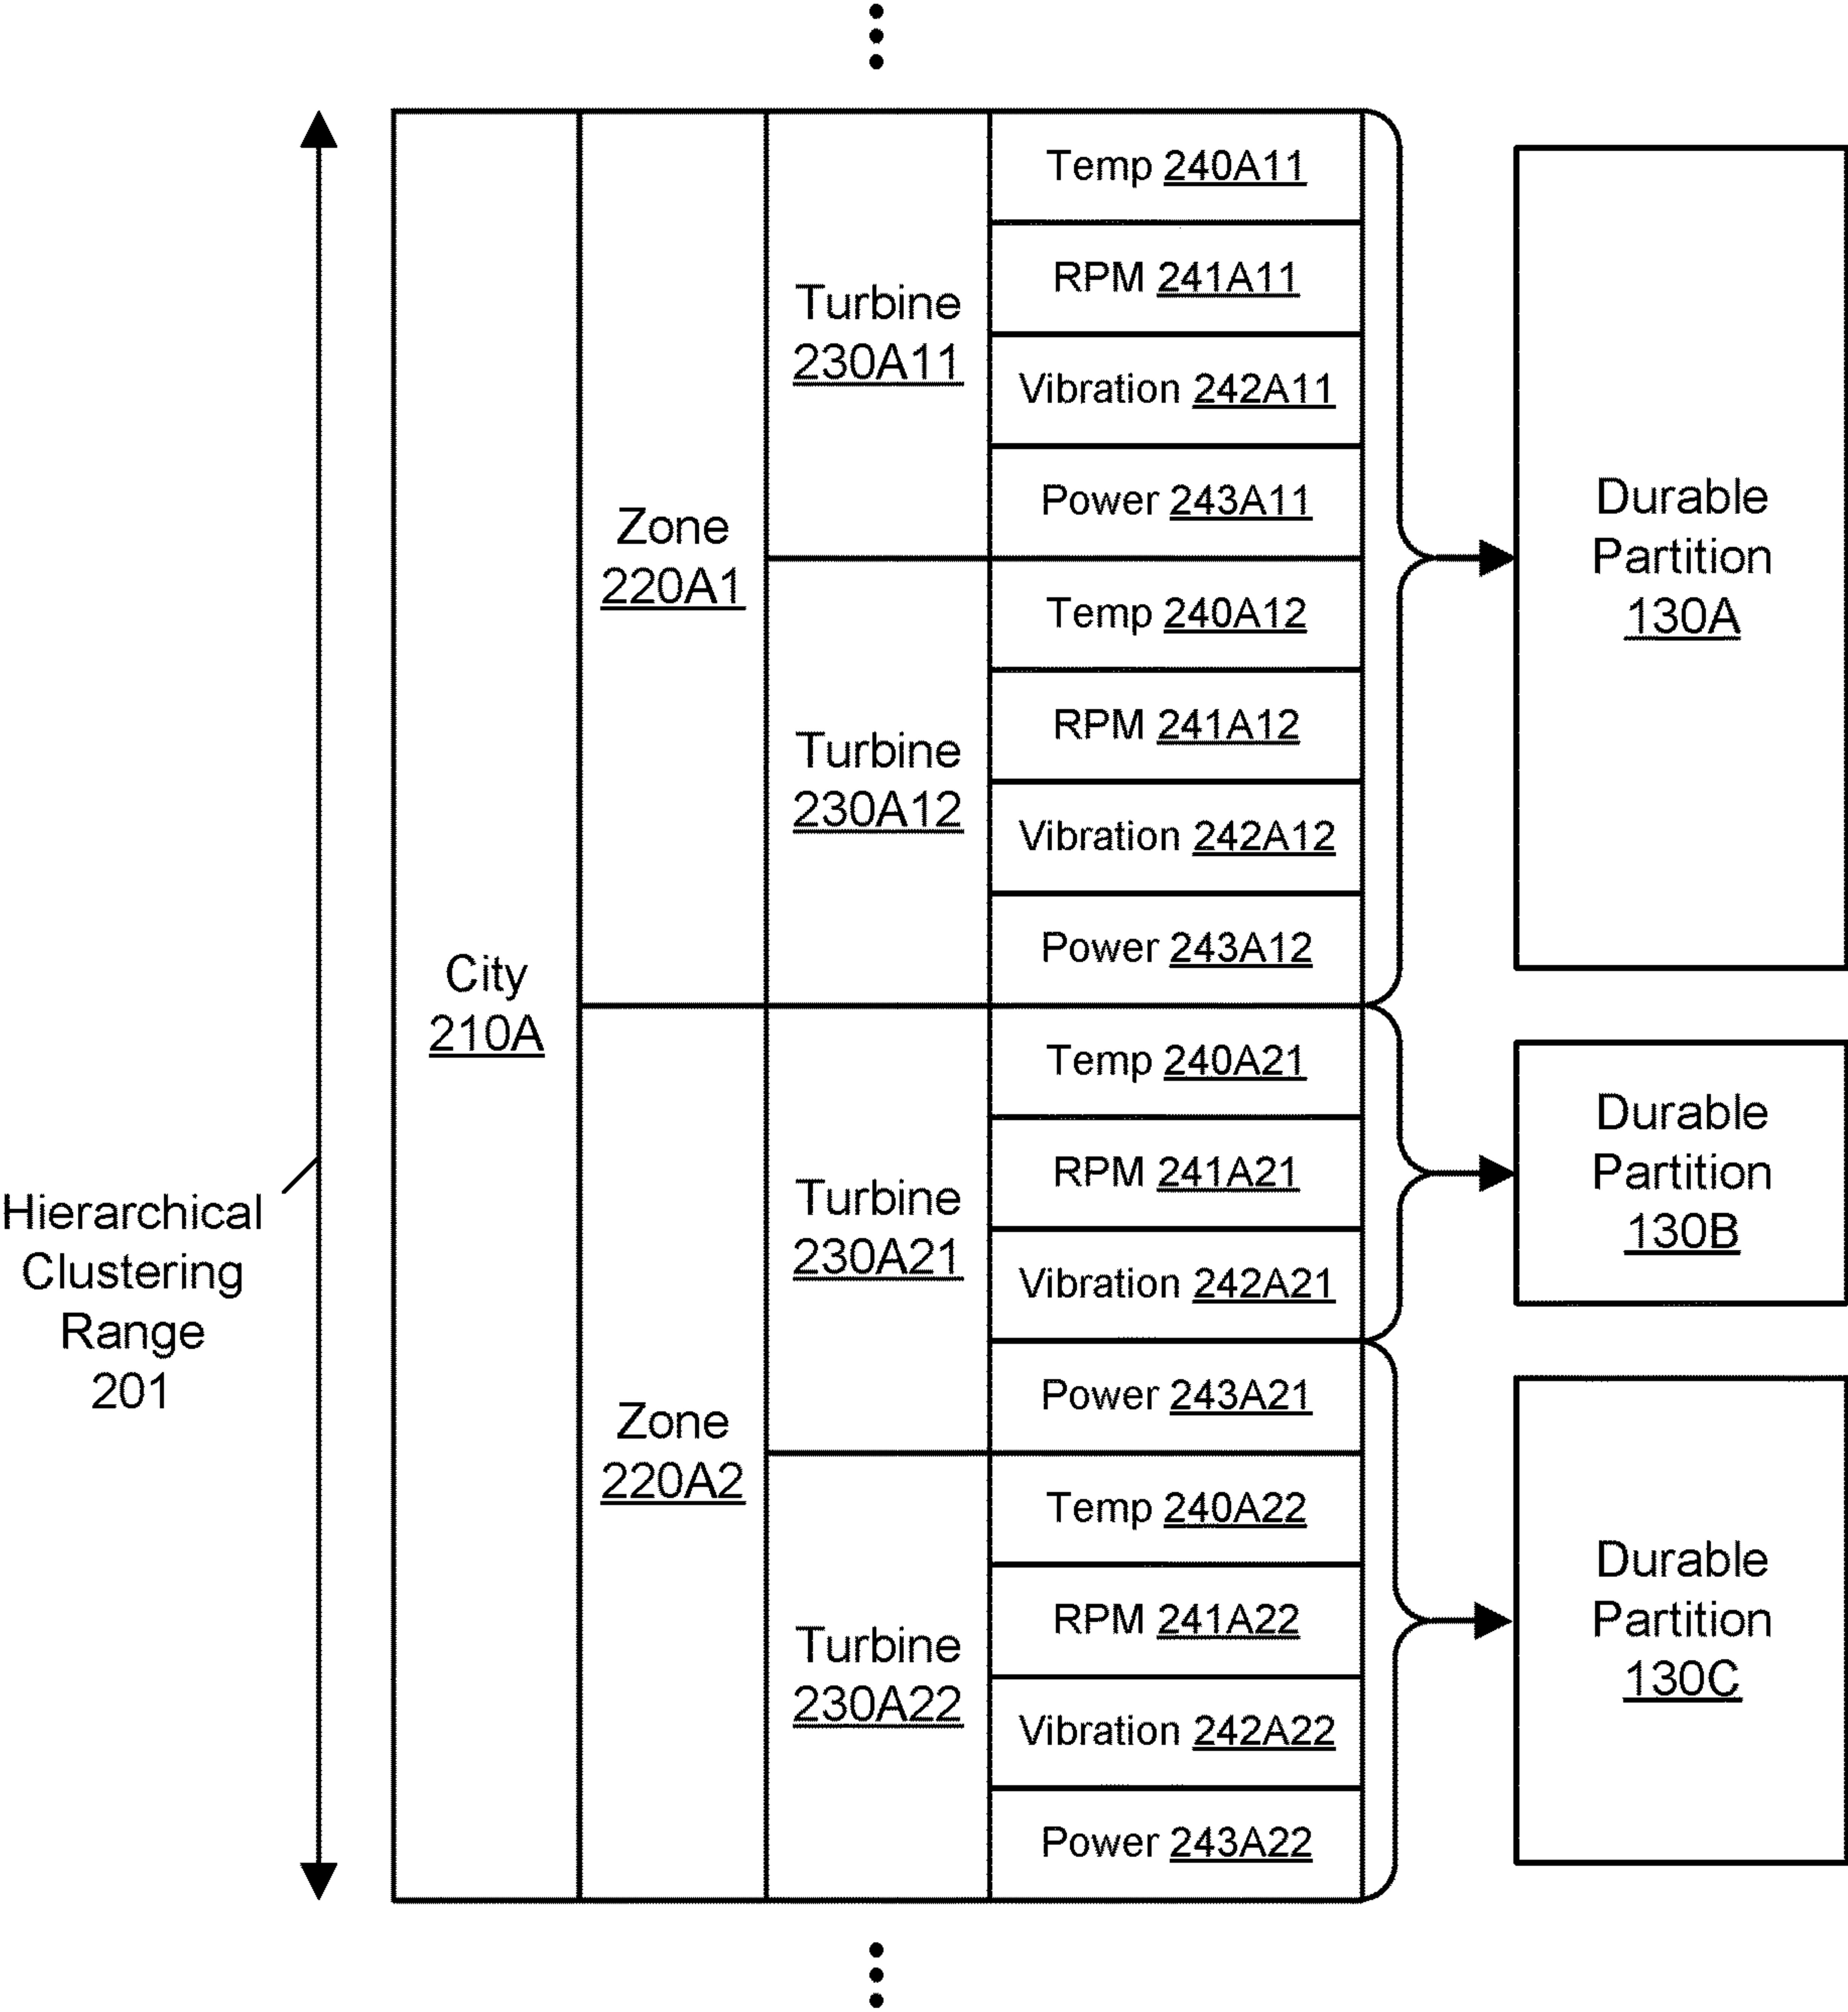 Hierarchical
Clustering
Range
201
City
210A
Zone
220A1
Turbine
230A11
Temp 240A11
RPM 241A11
Vibration 242A11
Power 243A11
Turbine
230A12
Temp 240A12
RPM 241A12
Vibration 242A12
Power 243A12
Zone
220A2
Turbine
230A21
Temp 240A21
RPM 241A21
Vibration 242A21
Power 243A21
Turbine
230A22
Temp 240A22
RPM 241A22
Vibration 242A22
Power 243A22
Durable
Partition
130A
Durable
Partition
130B
Durable
Partition
130C